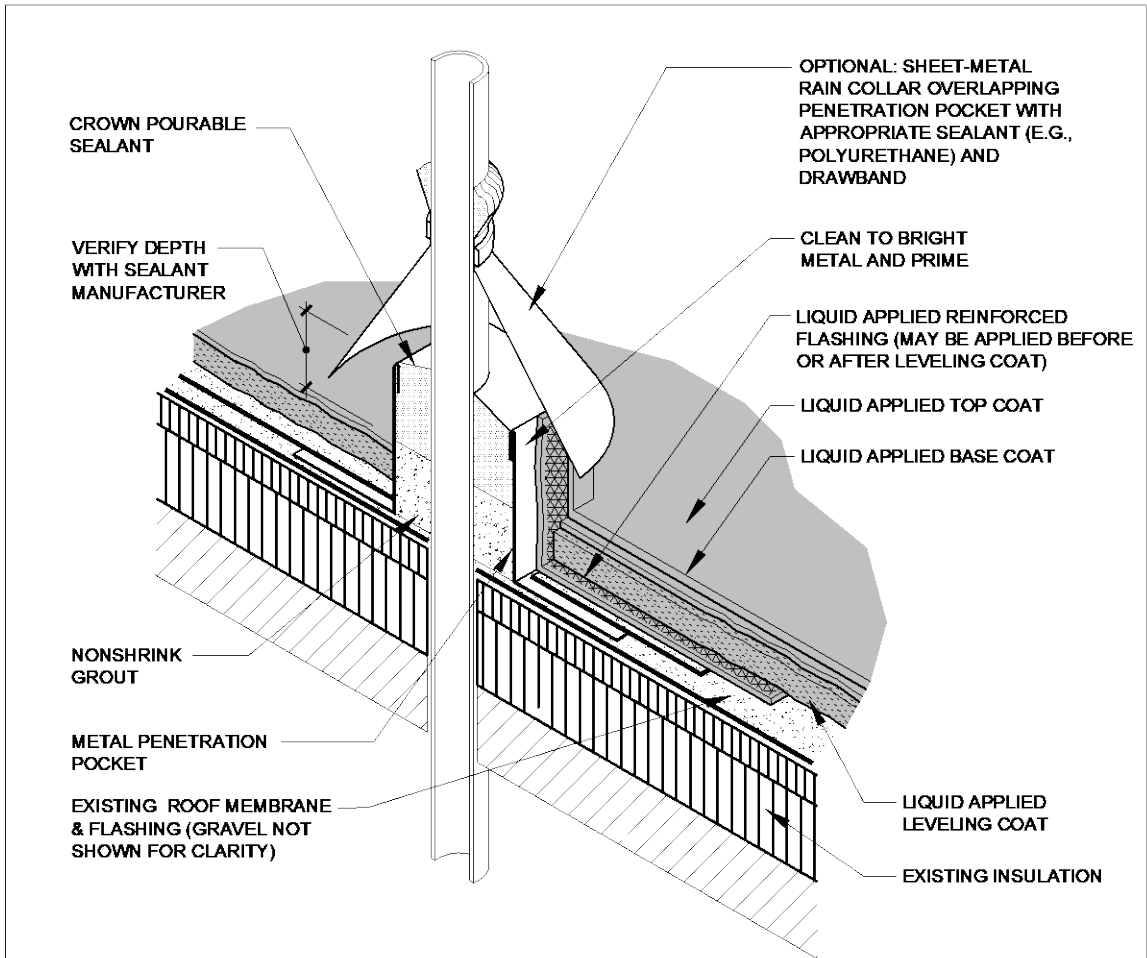 CROWN POURABLE
SEALANT
VERIFY DEPTH
WITH SEALANT
MANUFACTURER
NONSHRINK
GROUT
METAL PENETRATION
POCKET
EXISTING ROOF MEMBRANE
& FLASHING (GRAVEL NOT
SHOWN FOR CLARITY)
OPTIONAL: SHEET-METAL
RAIN COLLAR OVERLAPPING
PENETRATION POCKET WITH
APPROPRIATE SEALANT (E.G.,
POLYURETHANE) AND
DRAWBAND
CLEAN TO BRIGHT
METAL AND PRIME
LIQUID APPLIED REINFORCED
FLASHING (MAY BE APPLIED BEFORE
OR AFTER LEVELING COAT)
LIQUID APPLIED TOP COAT
LIQUID APPLIED BASE COAT
LIQUID APPLIED
LEVELING COAT
EXISTING INSULATION